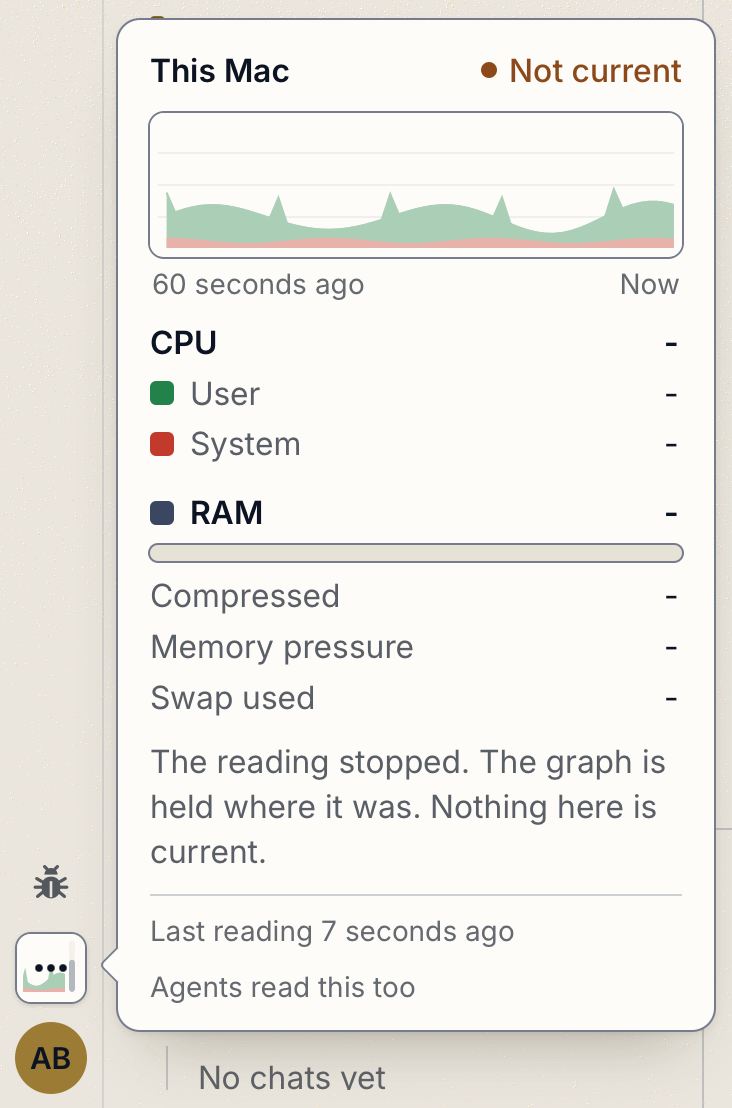 This Mac
Not current
60 seconds ago
Now
CPU -
User -
System -
RAM -
Compressed -
Memory pressure -
Swap used -
The reading stopped. The graph is
held where it was. Nothing here is
current.
Last reading 7 seconds ago
Agents read this too
AB
No chats yet